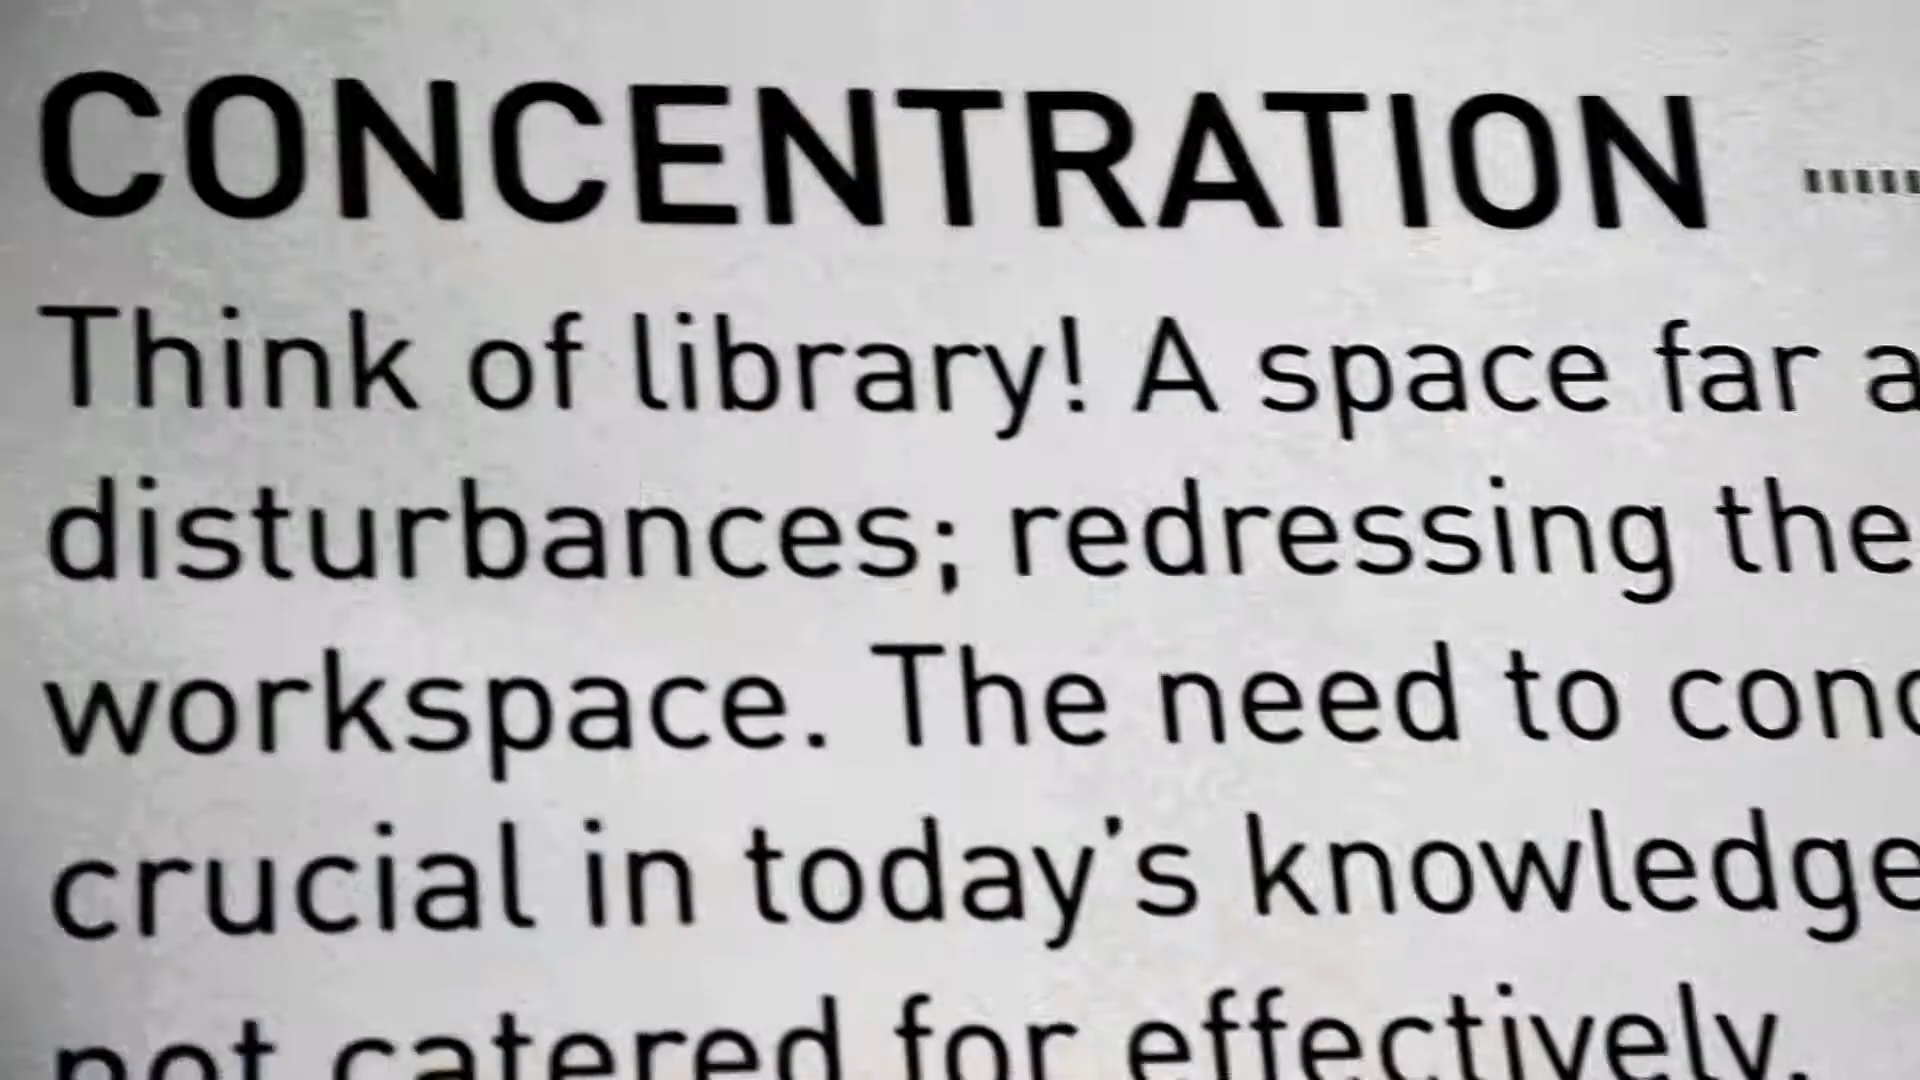 CONCENTRATION
Think of library! A space far a
disturbances; redressing the
workspace. The need to conc
crucial in today's knowledge
not catered for effectively.